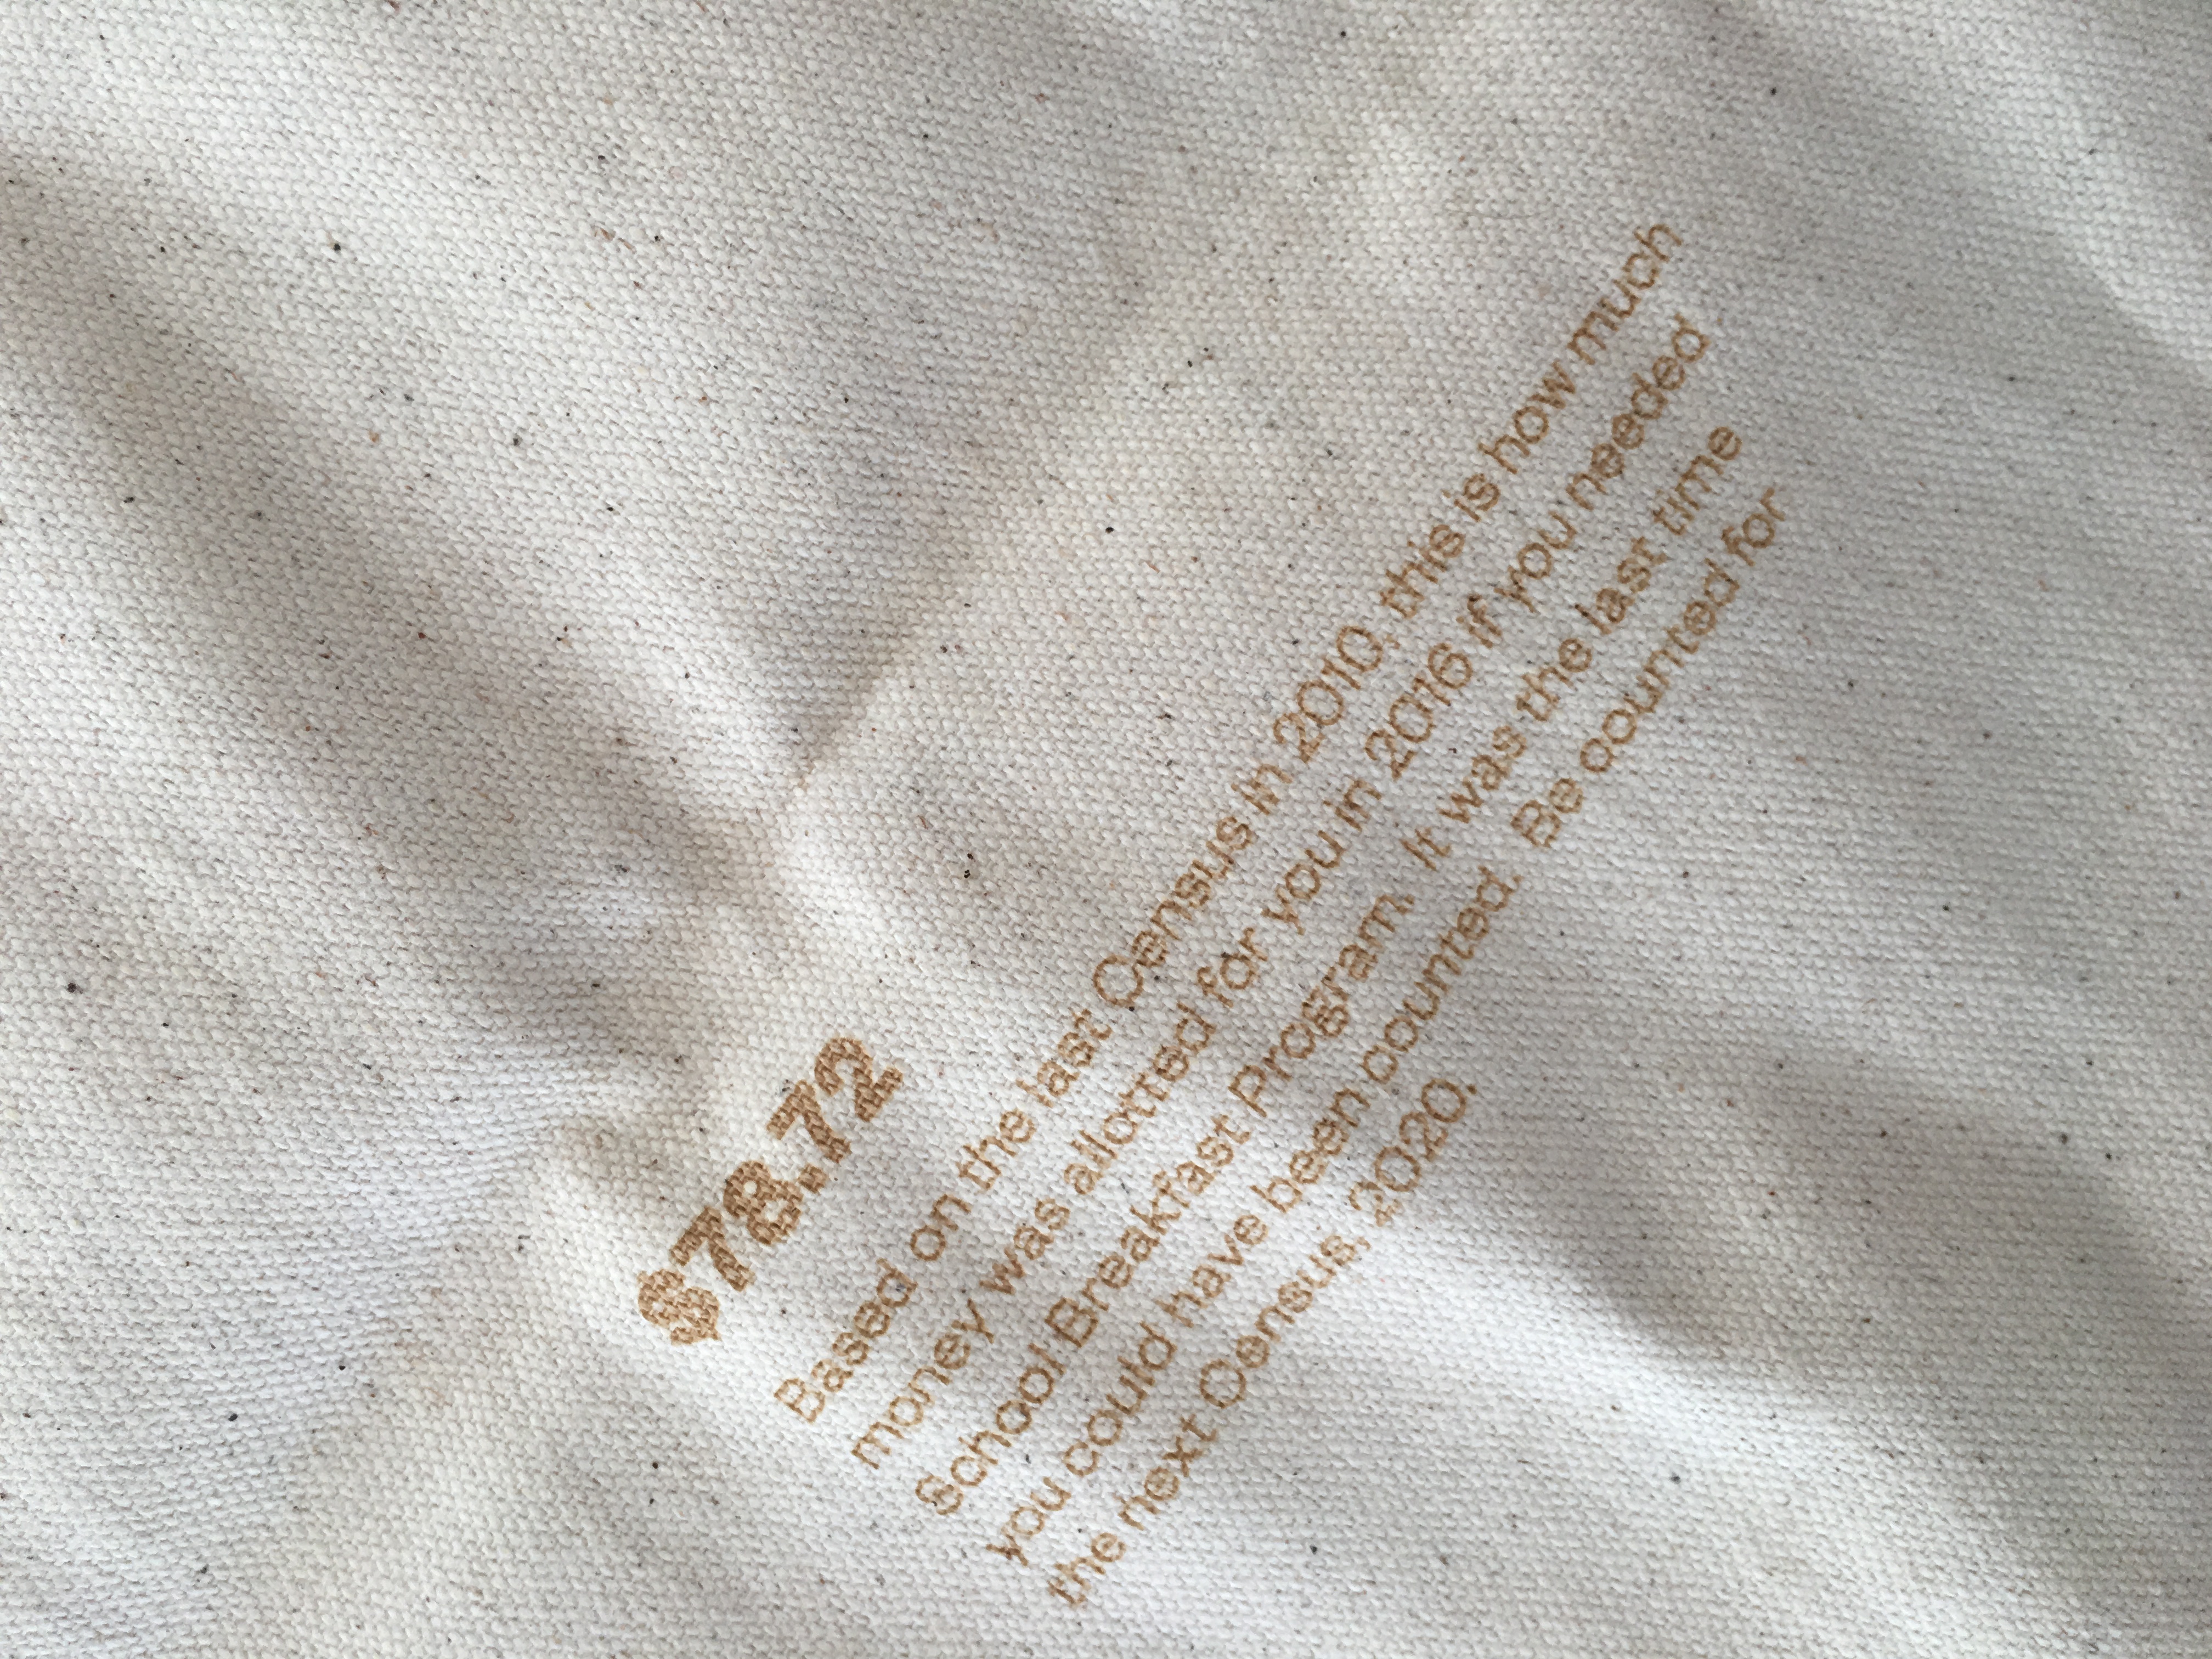 $78.72
Based on the last Census in 2010, this is how much
money was allotted for you in 2016 if you needed
School Breakfast Program. It was the last time
you could have been counted. Be counted for
the next Census, 2020.